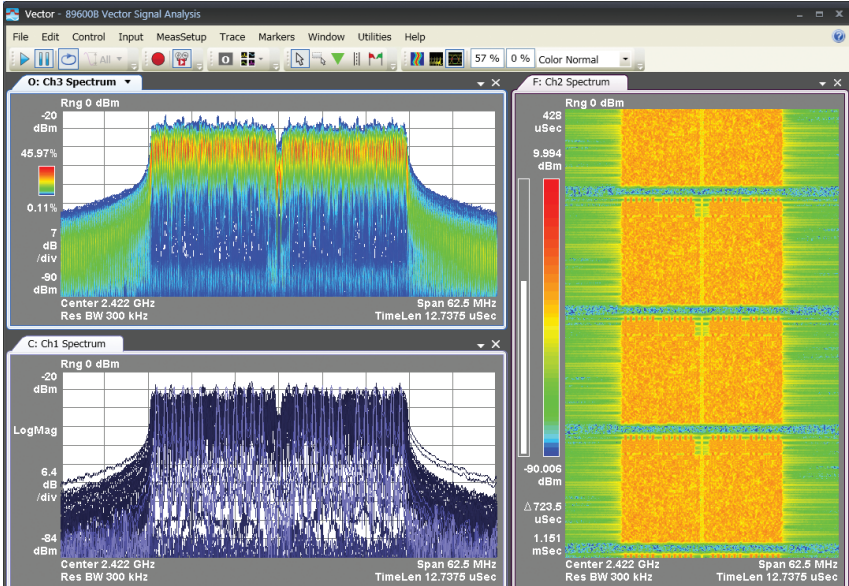 Vector - 89600B Vector Signal Analysis
File Edit Control Input MeasSetup Trace Markers Window Utilities Help
All 57 % 0 % Color Normal
O: Ch3 Spectrum
Rng 0 dBm
-20
dBm
45.97%
0.11%
7
dB
/div
-90
dBm
Center 2.422 GHz Span 62.5 MHz
Res BW 300 kHz TimeLen 12.7375 uSec
C: Ch1 Spectrum
Rng 0 dBm
-20
dBm
LogMag
6.4
dB
/div
-84
dBm
Center 2.422 GHz Span 62.5 MHz
Res BW 300 kHz TimeLen 12.7375 uSec
F: Ch2 Spectrum
Rng 0 dBm
428
uSec
9.994
dBm
-90.006
dBm
Δ723.5
uSec
1.151
mSec
Center 2.422 GHz Span 62.5 MHz
Res BW 300 kHz TimeLen 12.7375 uSec